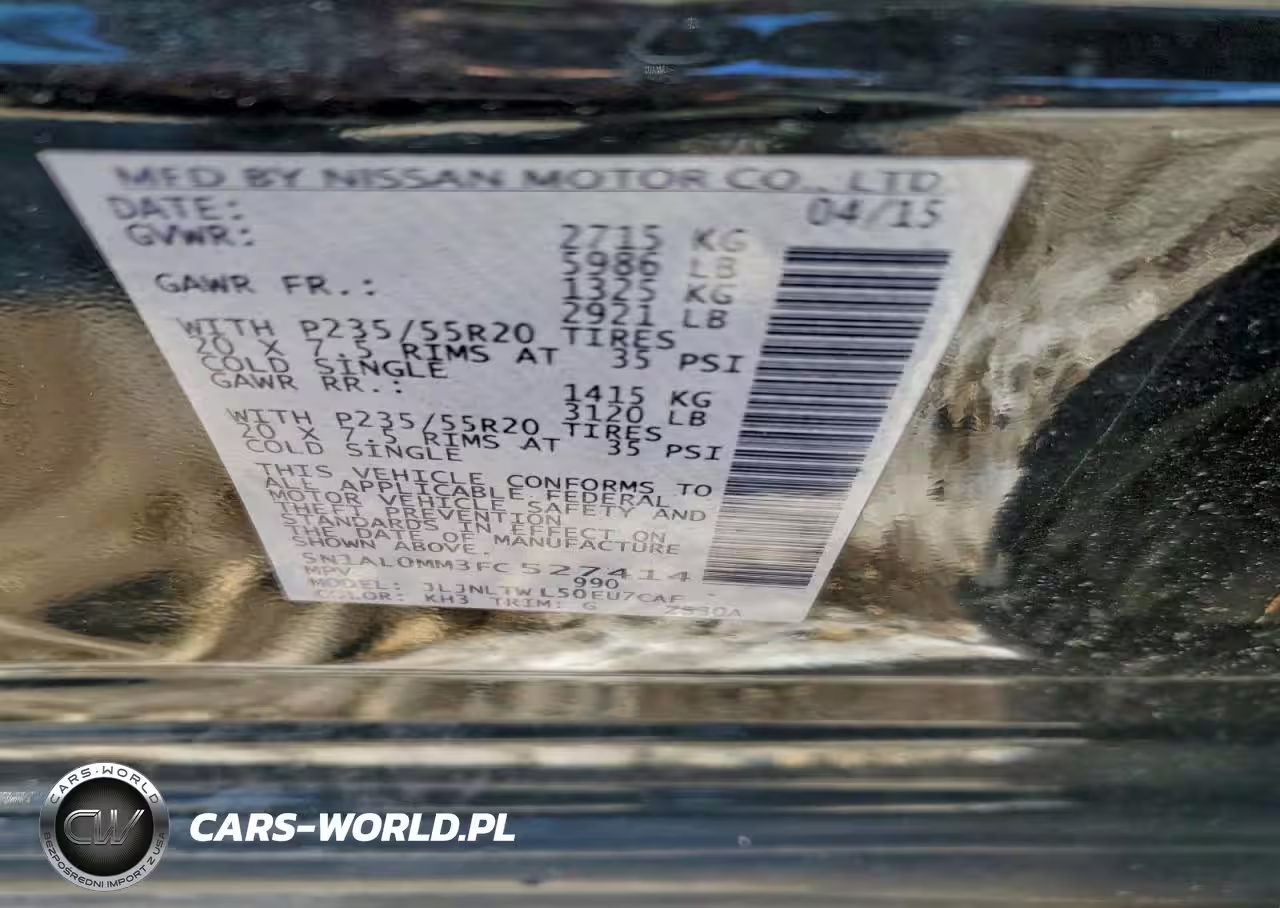 MFD BY NISSAN MOTOR CO., LTD
DATE: 04/15
GVWR: 2715 KG
5986 LB
GAWR FR.: 1325 KG
2921 LB
WITH P235/55R20 TIRES
20 X 7.5 RIMS AT 35 PSI
COLD SINGLE
GAWR RR.: 1415 KG
3120 LB
WITH P235/55R20 TIRES
20 X 7.5 RIMS AT 35 PSI
COLD SINGLE
THIS VEHICLE CONFORMS TO
ALL APPLICABLE FEDERAL
MOTOR VEHICLE SAFETY AND
THEFT PREVENTION
STANDARDS IN EFFECT ON
THE DATE OF MANUFACTURE
SHOWN ABOVE.
5N1AL0MM3FC527414
MPV 990
MODEL:
COLOR: KH3 TRIM: G
CARS-WORLD
CW
BEZPOŚREDNI IMPORT Z USA
CARS-WORLD.PL